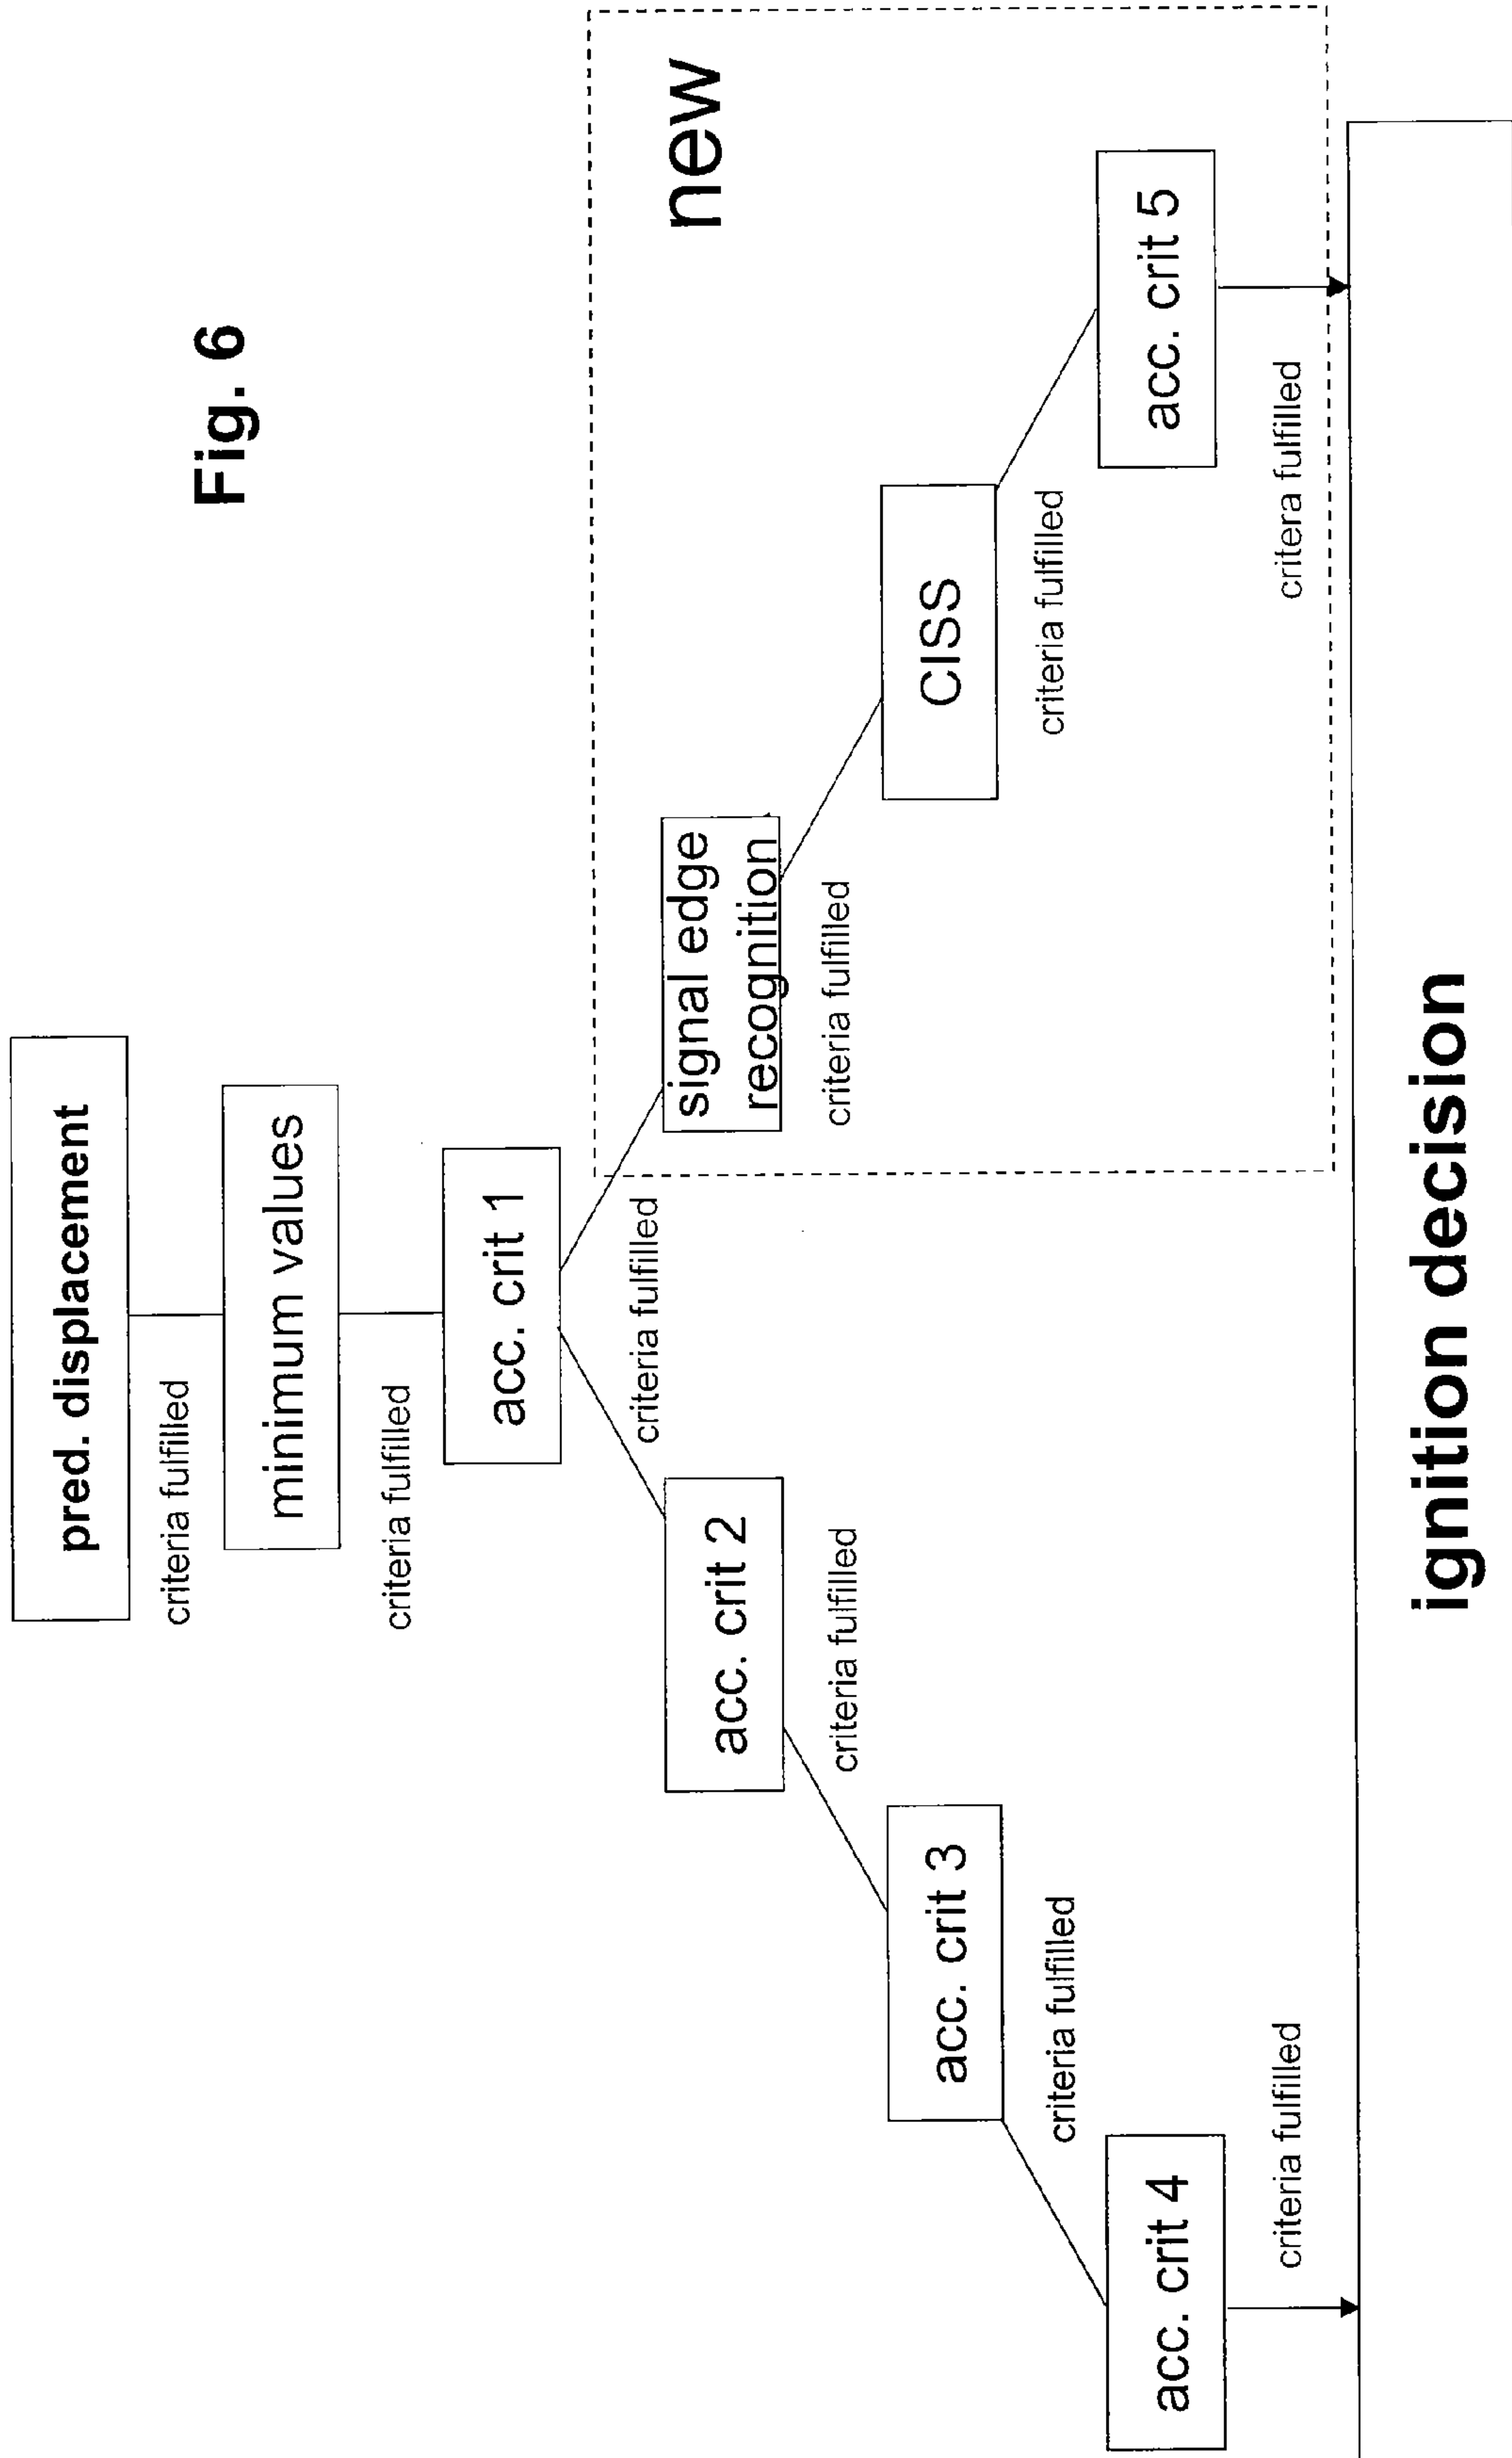 Fig. 6
pred. displacement
criteria fulfilled
minimum values
criteria fulfilled
acc. crit 1
criteria fulfilled
new
acc. crit 2
signal edge
recognition
criteria fulfilled
criteria fulfilled
acc. crit 3
CISS
criteria fulfilled
criteria fulfilled
acc. crit 4
acc. crit 5
criteria fulfilled
critera fulfilled
ignition decision